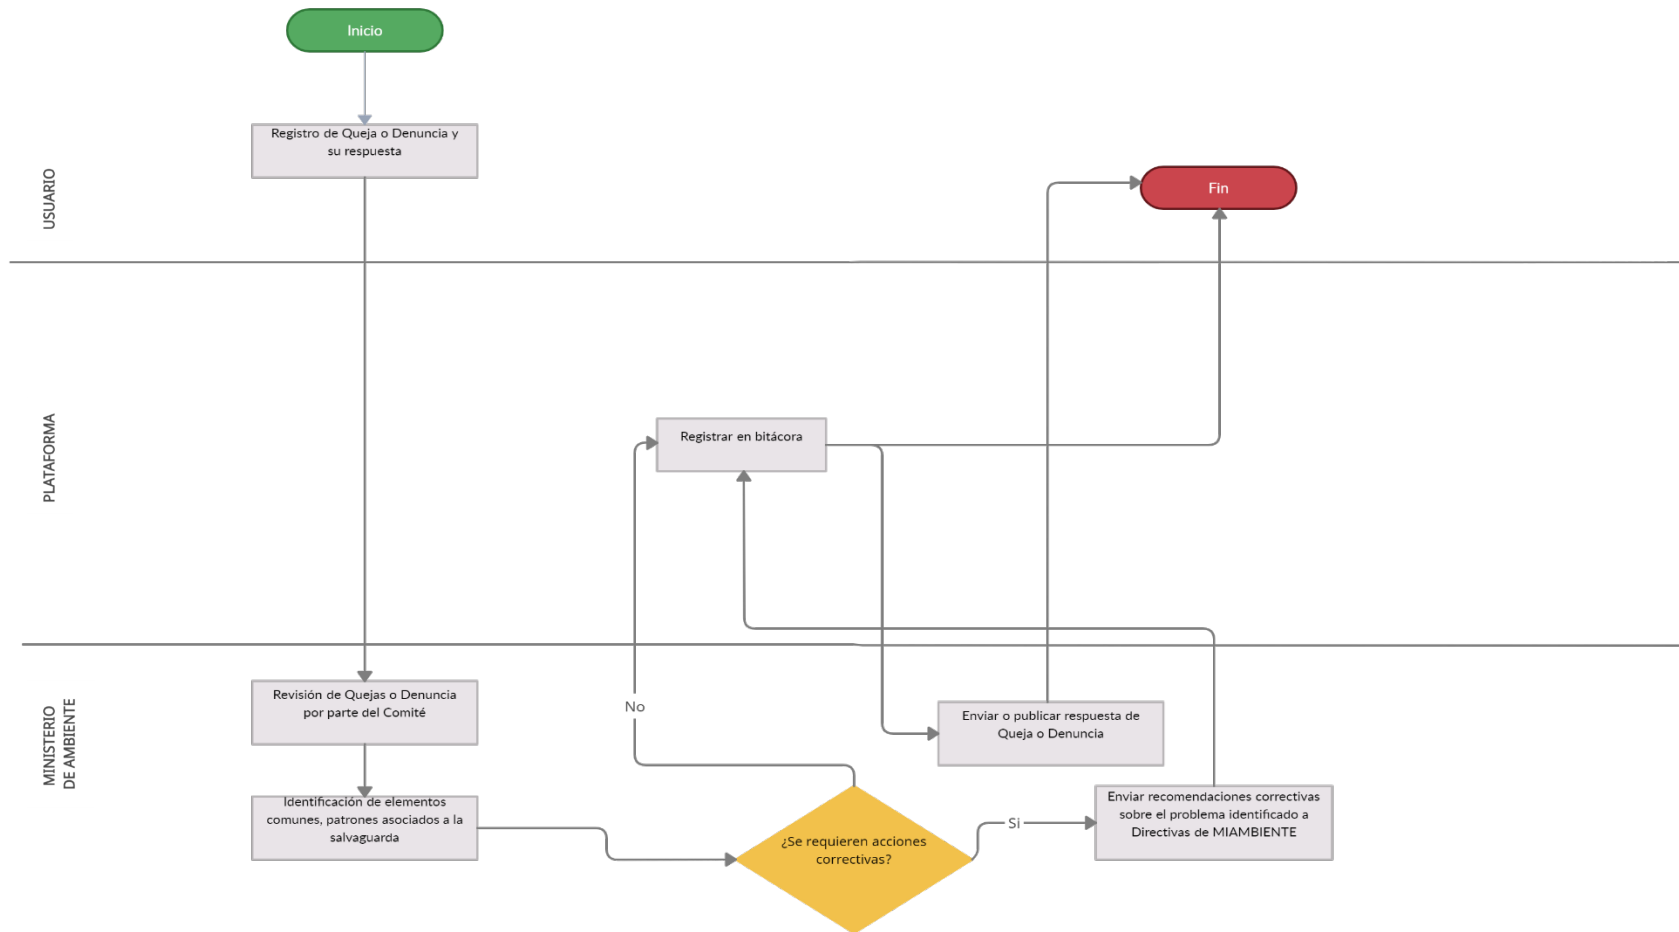 Inicio
Registro de Queja o Denuncia y
su respuesta
USUARIO
Fin
PLATAFORMA
Registrar en bitácora
MINISTERIO
DE AMBIENTE
Revisión de Quejas o Denuncia
por parte del Comité
No
Enviar o publicar respuesta de
Queja o Denuncia
Identificación de elementos
comunes, patrones asociados a la
salvaguarda
¿Se requieren acciones
correctivas?
Si
Enviar recomendaciones correctivas
sobre el problema identificado a
Directivas de MIAMBIENTE